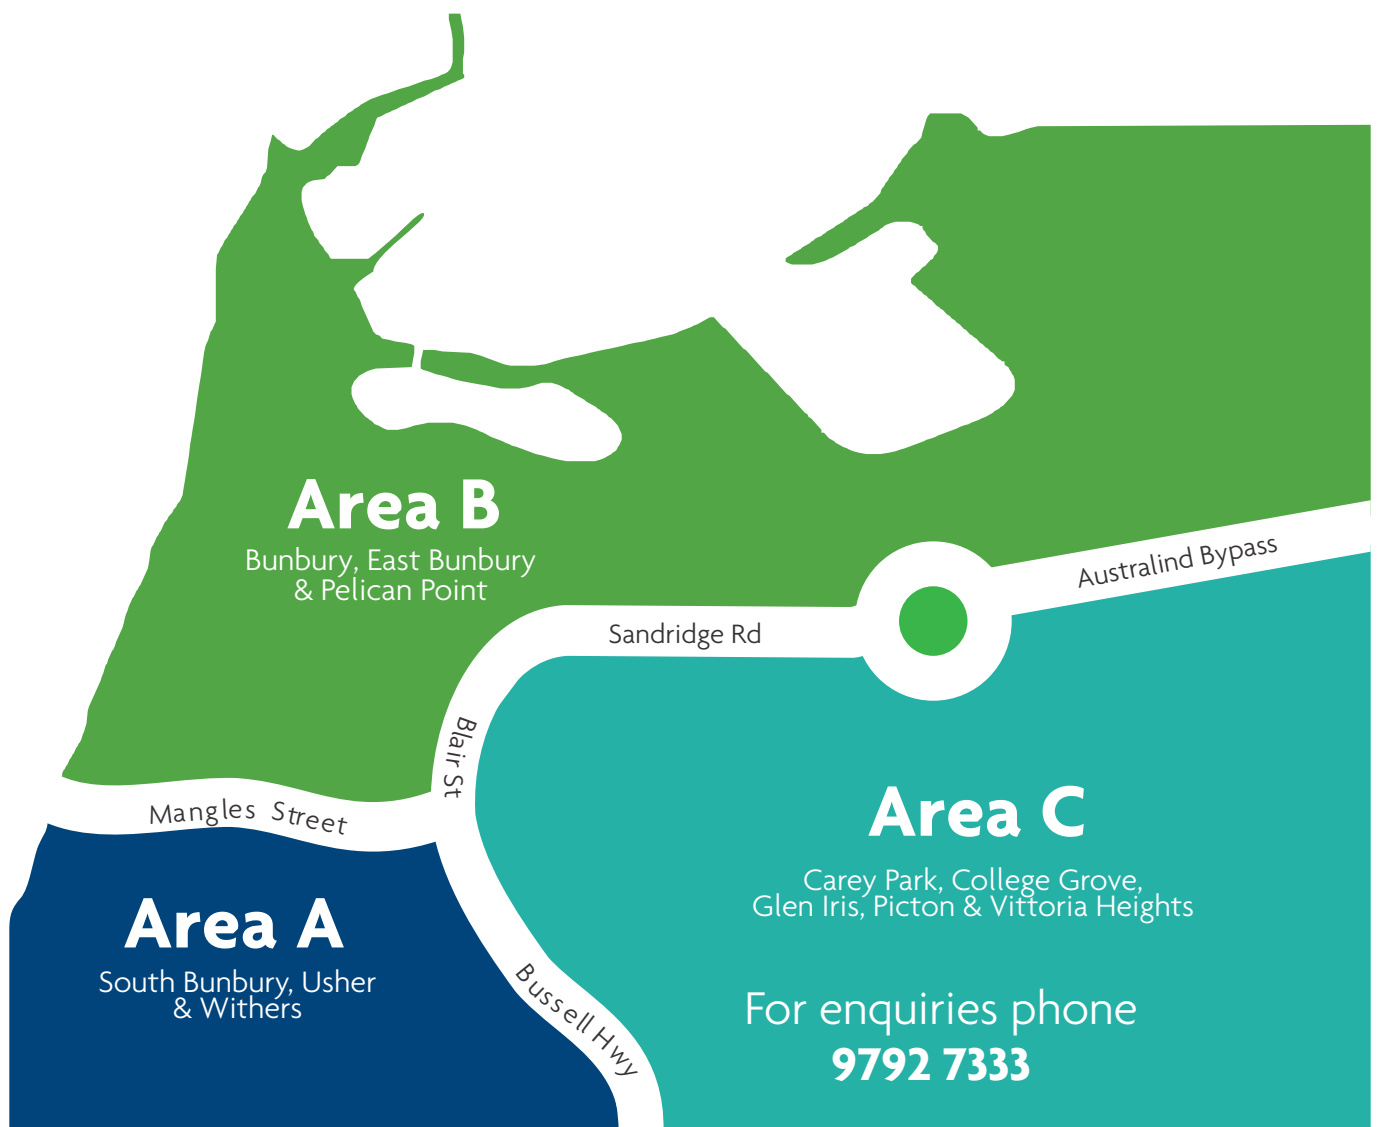 Area B
Bunbury, East Bunbury
& Pelican Point
Australind Bypass
Sandridge Rd
Blair St
Mangles Street
Area C
Carey Park, College Grove,
Glen Iris, Picton & Vittoria Heights
Area A
South Bunbury, Usher
& Withers
Bussell Hwy
For enquiries phone
9792 7333